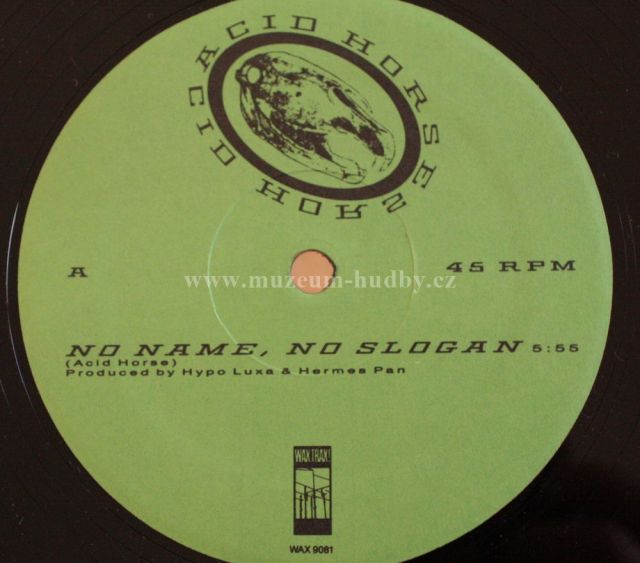 ACID HORSE
ACID HORSE
A
45 RPM
www.muzeum-hudby.cz
NO NAME, NO SLOGAN 5:55
(Acid Horse)
Produced by Hypo Luxa & Hermes Pan
WAX TRAX!
WAX 9081